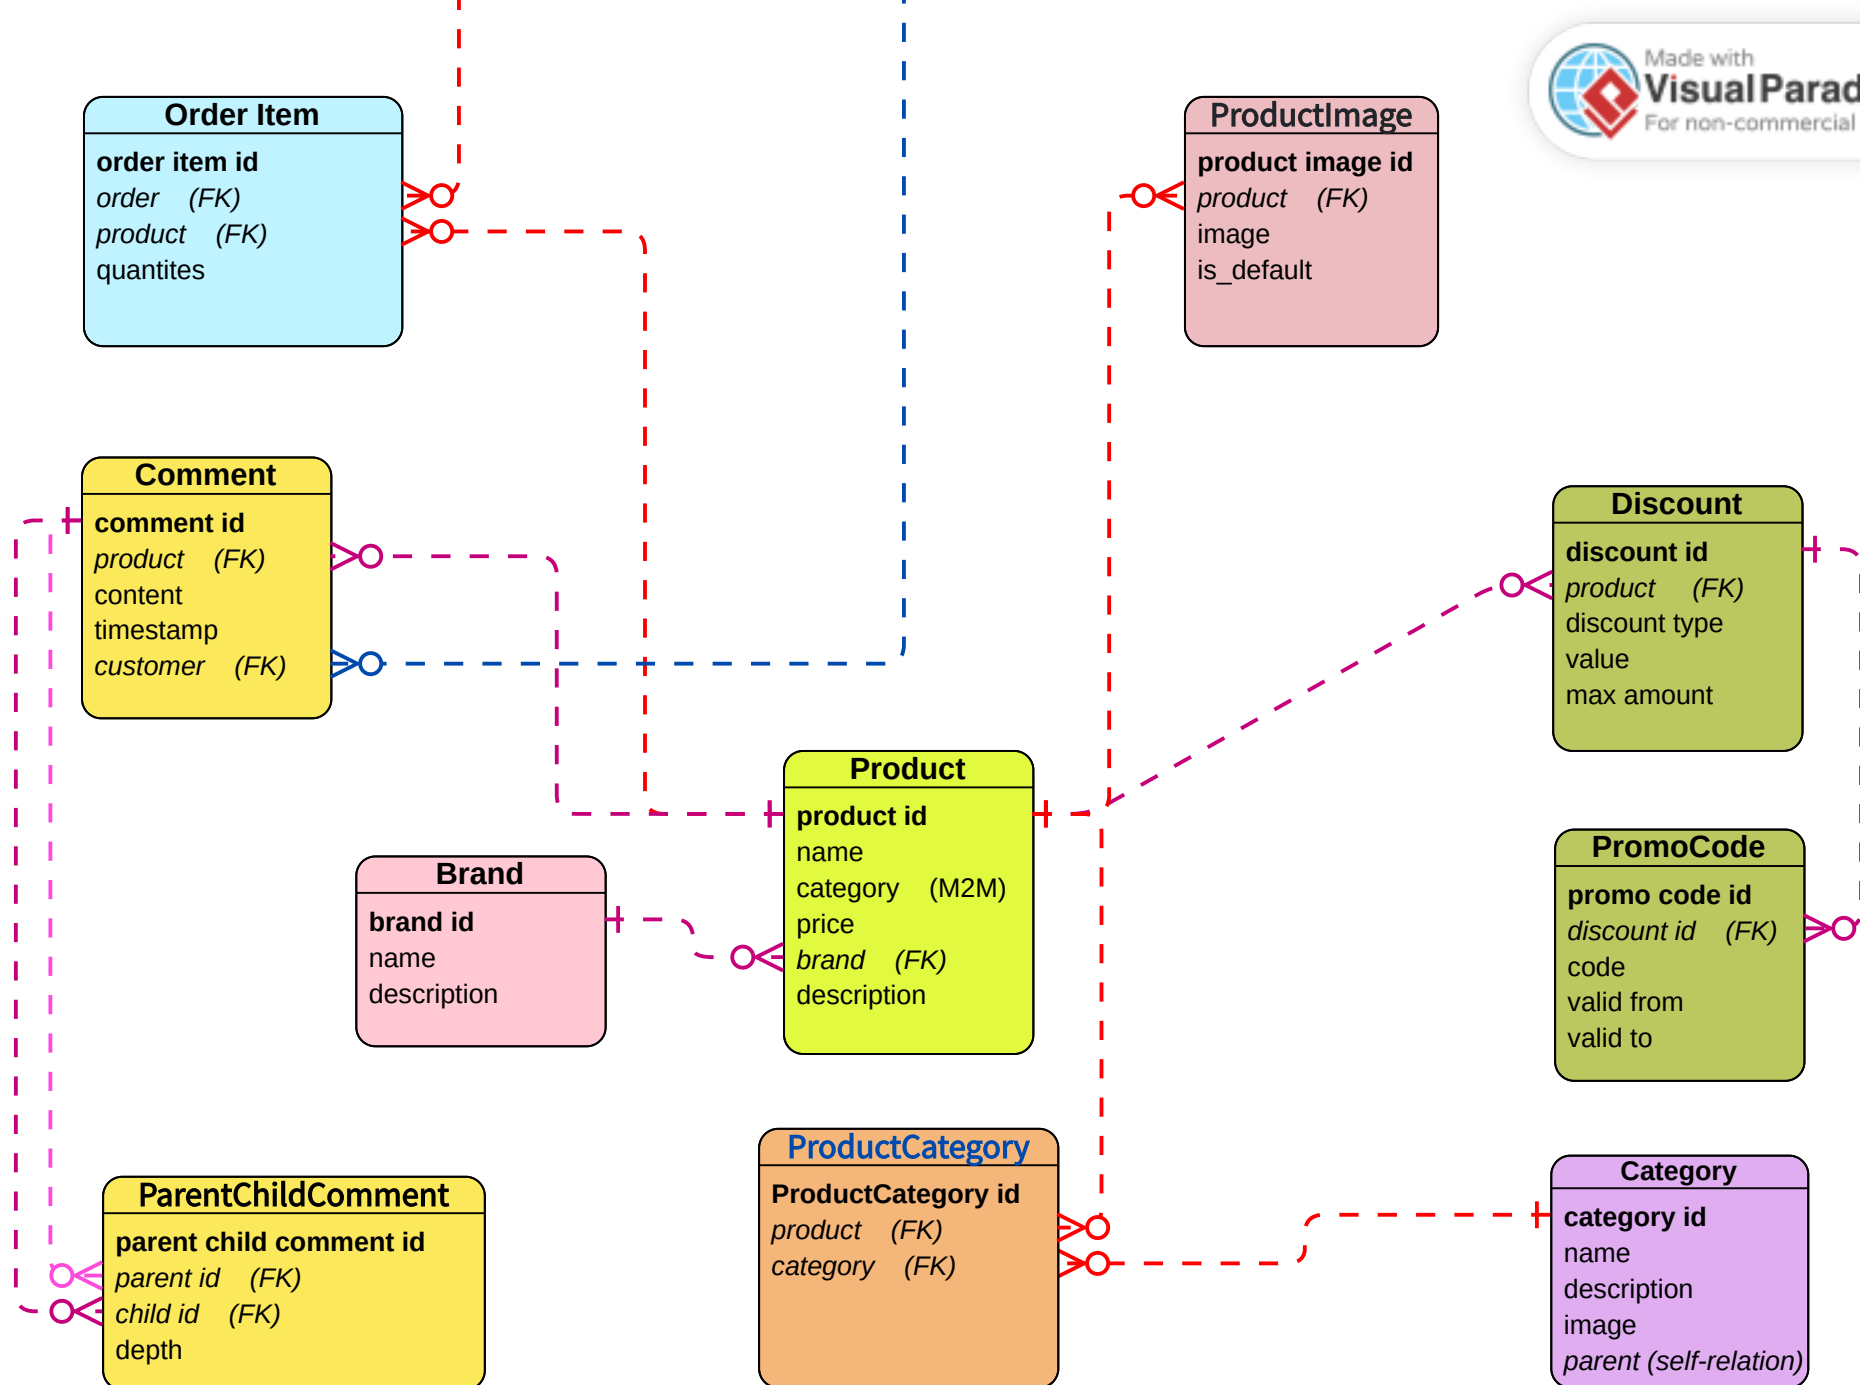 Made with
Visual Parad
For non-commercial
Order Item
order item id
order (FK)
product (FK)
quantites
ProductImage
product image id
product (FK)
image
is_default
Comment
comment id
product (FK)
content
timestamp
customer (FK)
Discount
discount id
product (FK)
discount type
value
max amount
Product
product id
name
category (M2M)
price
brand (FK)
description
Brand
brand id
name
description
PromoCode
promo code id
discount id (FK)
code
valid from
valid to
ParentChildComment
parent child comment id
parent id (FK)
child id (FK)
depth
ProductCategory
ProductCategory id
product (FK)
category (FK)
Category
category id
name
description
image
parent (self-relation)